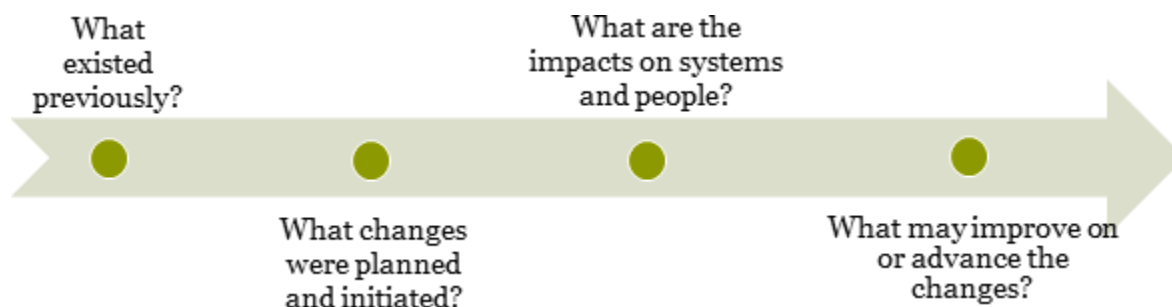 What
existed
previously?
What changes
were planned
and initiated?
What are the
impacts on systems
and people?
What may improve on
or advance the
changes?